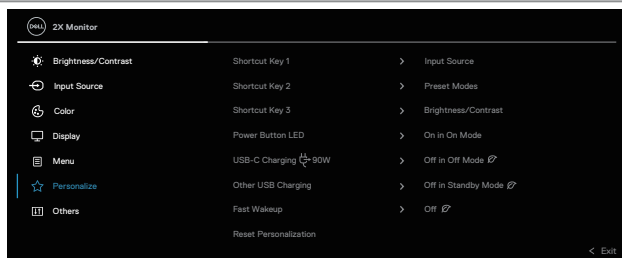 DELL 2X Monitor
Brightness/Contrast Shortcut Key 1 > Input Source
Input Source Shortcut Key 2 > Preset Modes
Color Shortcut Key 3 > Brightness/Contrast
Display Power Button LED > On in On Mode
Menu USB-C Charging 90W > Off in Off Mode
Personalize Other USB Charging > Off in Standby Mode
Others Fast Wakeup > Off
Reset Personalization
< Exit